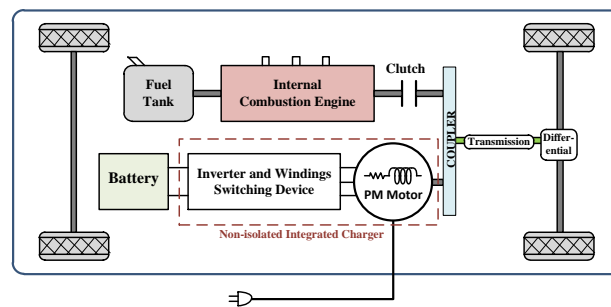 Fuel
Tank
Internal
Combustion Engine
Clutch
COUPLER
Transmission
Differ-
ential
Battery
Inverter and Windings
Switching Device
PM Motor
Non-isolated Integrated Charger